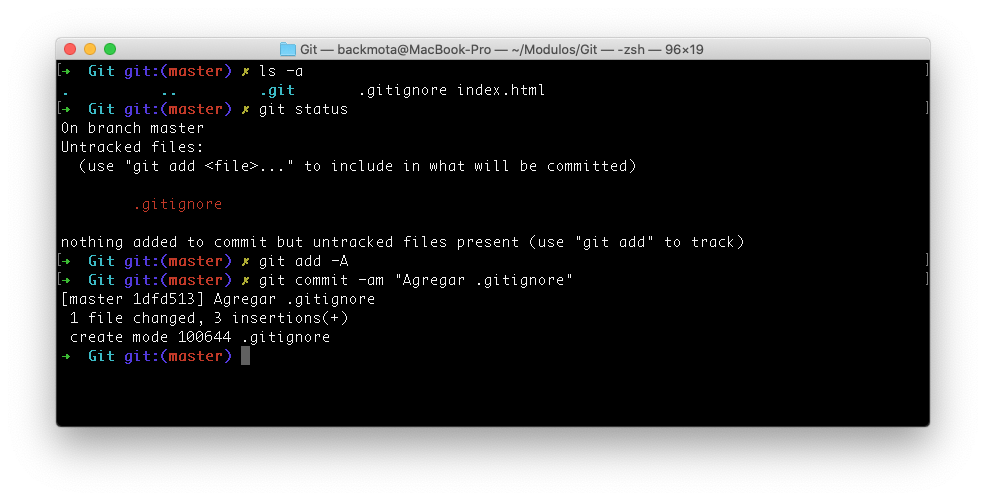 Git — backmota@MacBook-Pro — ~/Modulos/Git — -zsh — 96×19
[➜  Git git:(master) ✗ ls -a ]
.          ..         .git       .gitignore index.html
[➜  Git git:(master) ✗ git status ]
On branch master
Untracked files:
  (use "git add <file>..." to include in what will be committed)
        .gitignore
nothing added to commit but untracked files present (use "git add" to track)
[➜  Git git:(master) ✗ git add -A ]
[➜  Git git:(master) ✗ git commit -am "Agregar .gitignore" ]
[master 1dfd513] Agregar .gitignore
 1 file changed, 3 insertions(+)
 create mode 100644 .gitignore
➜  Git git:(master)